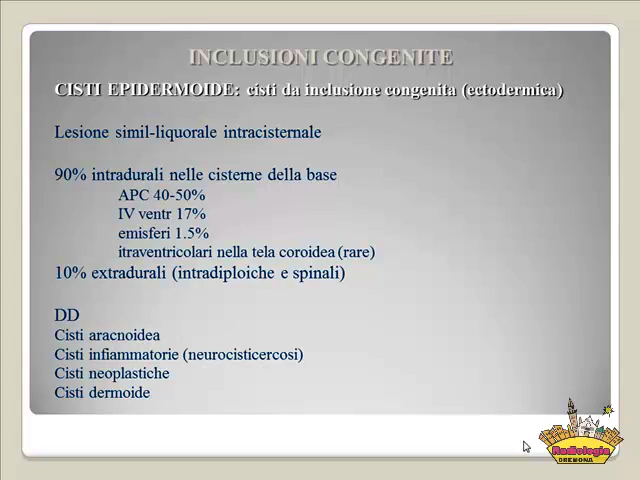 INCLUSIONI CONGENITE
CISTI EPIDERMOIDE: cisti da inclusione congenita (ectodermica)
Lesione simil-liquorale intracisternale
90% intradurali nelle cisterne della base
APC 40-50%
IV ventr 17%
emisferi 1.5%
itraventricolari nella tela coroidea (rare)
10% extradurali (intradiploiche e spinali)
DD
Cisti aracnoidea
Cisti infiammatorie (neurocisticercosi)
Cisti neoplastiche
Cisti dermoide
Radiologia
CREMONA